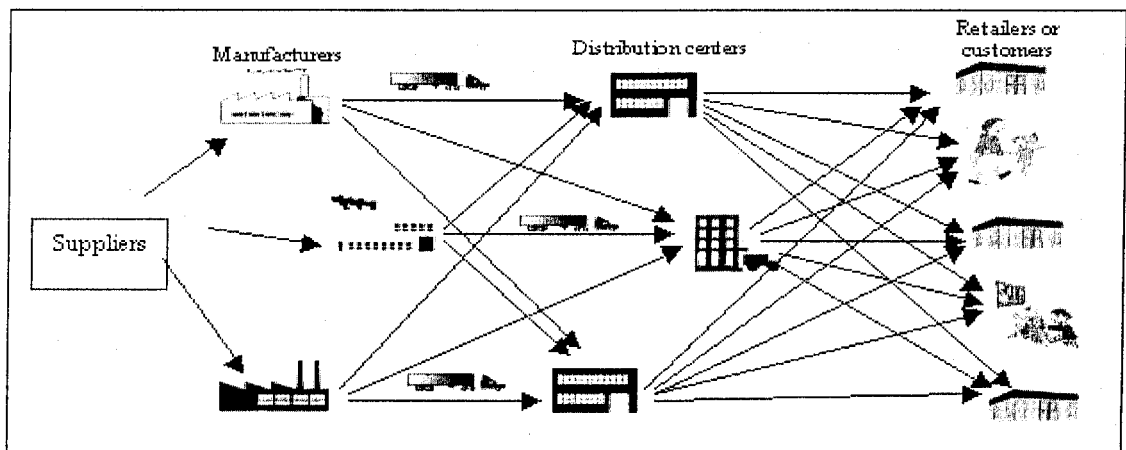 Manufacturers
Distribution centers
Retailers or
customers
Suppliers